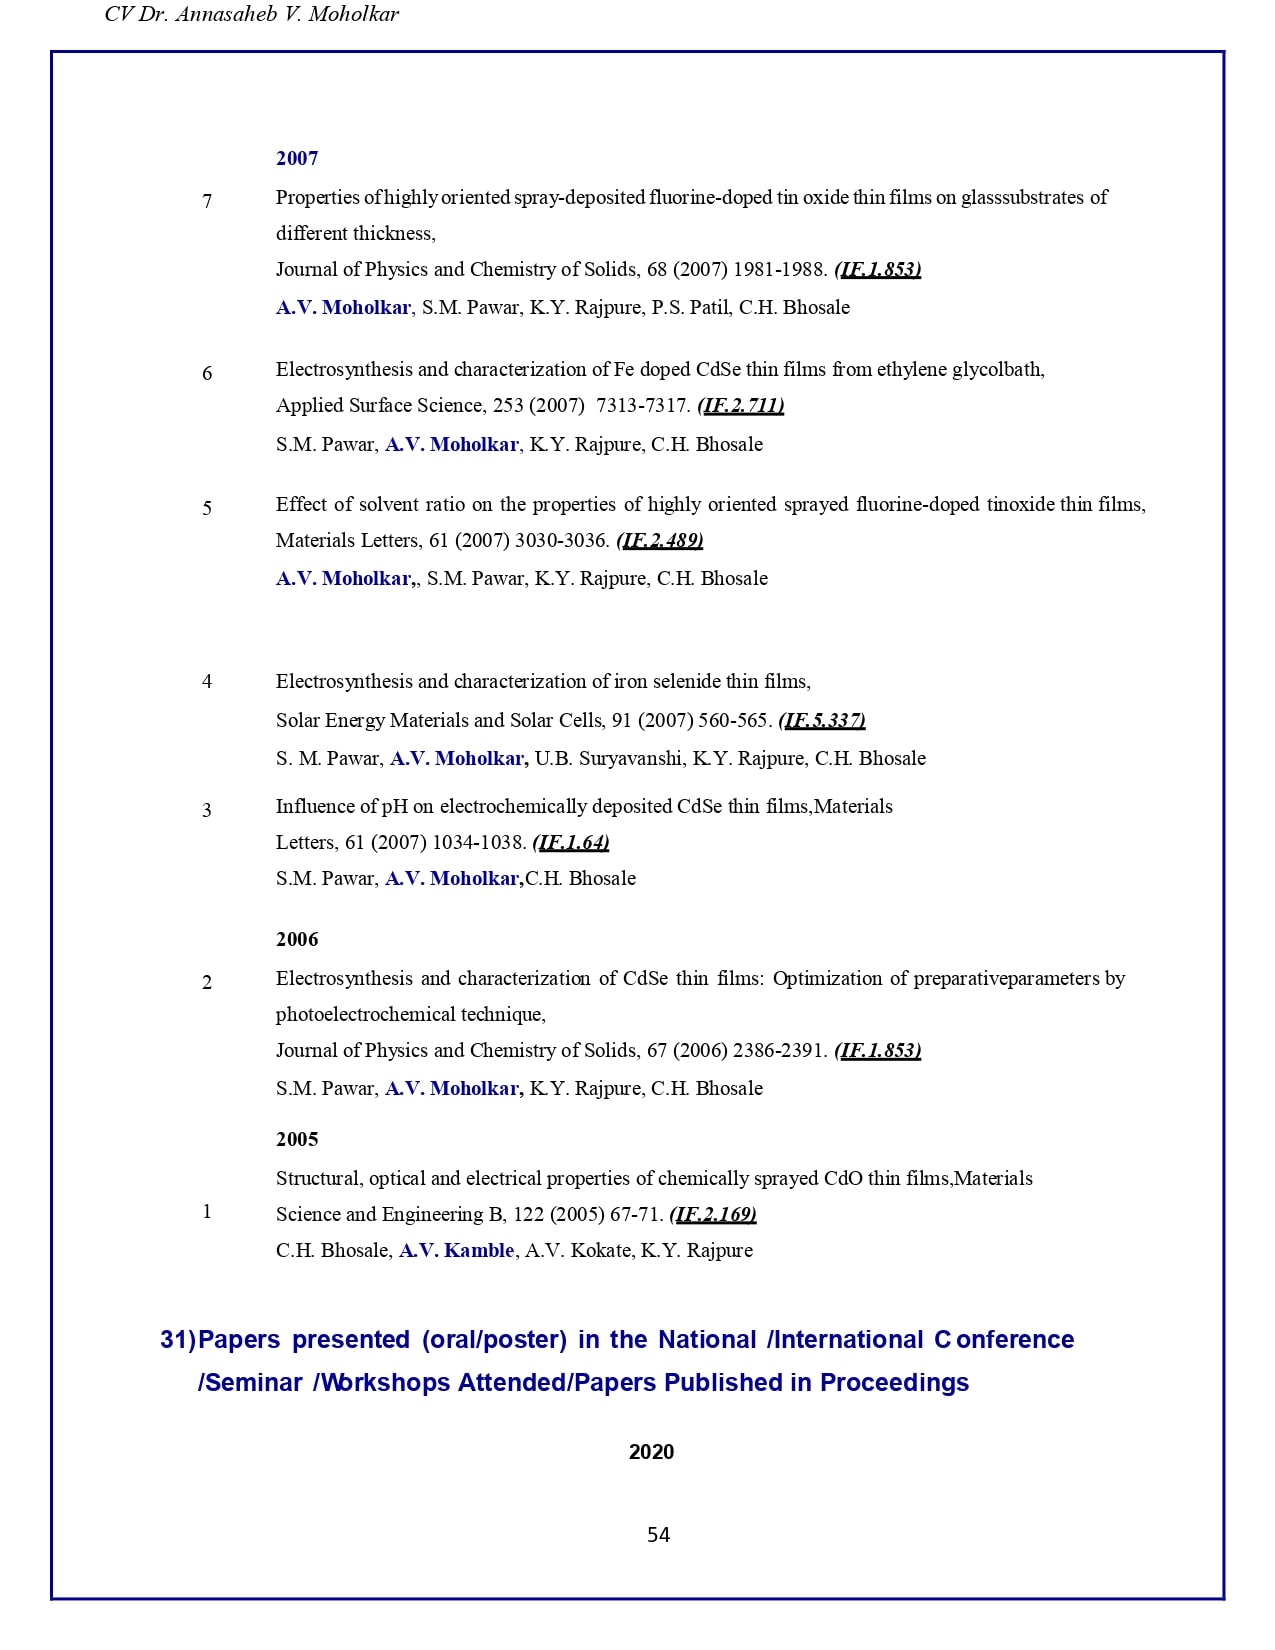 CV Dr. Annasaheb V. Moholkar
2007
7 Properties of highly oriented spray-deposited fluorine-doped tin oxide thin films on glasssubstrates of
different thickness,
Journal of Physics and Chemistry of Solids, 68 (2007) 1981-1988. (IF.1.853)
A.V. Moholkar, S.M. Pawar, K.Y. Rajpure, P.S. Patil, C.H. Bhosale
6 Electrosynthesis and characterization of Fe doped CdSe thin films from ethylene glycolbath,
Applied Surface Science, 253 (2007) 7313-7317. (IF.2.711)
S.M. Pawar, A.V. Moholkar, K.Y. Rajpure, C.H. Bhosale
5 Effect of solvent ratio on the properties of highly oriented sprayed fluorine-doped tinoxide thin films,
Materials Letters, 61 (2007) 3030-3036. (IF.2.489)
A.V. Moholkar,, S.M. Pawar, K.Y. Rajpure, C.H. Bhosale
4 Electrosynthesis and characterization of iron selenide thin films,
Solar Energy Materials and Solar Cells, 91 (2007) 560-565. (IF.5.337)
S. M. Pawar, A.V. Moholkar, U.B. Suryavanshi, K.Y. Rajpure, C.H. Bhosale
3 Influence of pH on electrochemically deposited CdSe thin films,Materials
Letters, 61 (2007) 1034-1038. (IF.1.64)
S.M. Pawar, A.V. Moholkar,C.H. Bhosale
2006
2 Electrosynthesis and characterization of CdSe thin films: Optimization of preparativeparameters by
photoelectrochemical technique,
Journal of Physics and Chemistry of Solids, 67 (2006) 2386-2391. (IF.1.853)
S.M. Pawar, A.V. Moholkar, K.Y. Rajpure, C.H. Bhosale
2005
Structural, optical and electrical properties of chemically sprayed CdO thin films,Materials
1 Science and Engineering B, 122 (2005) 67-71. (IF.2.169)
C.H. Bhosale, A.V. Kamble, A.V. Kokate, K.Y. Rajpure
31)Papers presented (oral/poster) in the National /International Conference
/Seminar /Workshops Attended/Papers Published in Proceedings
2020
54